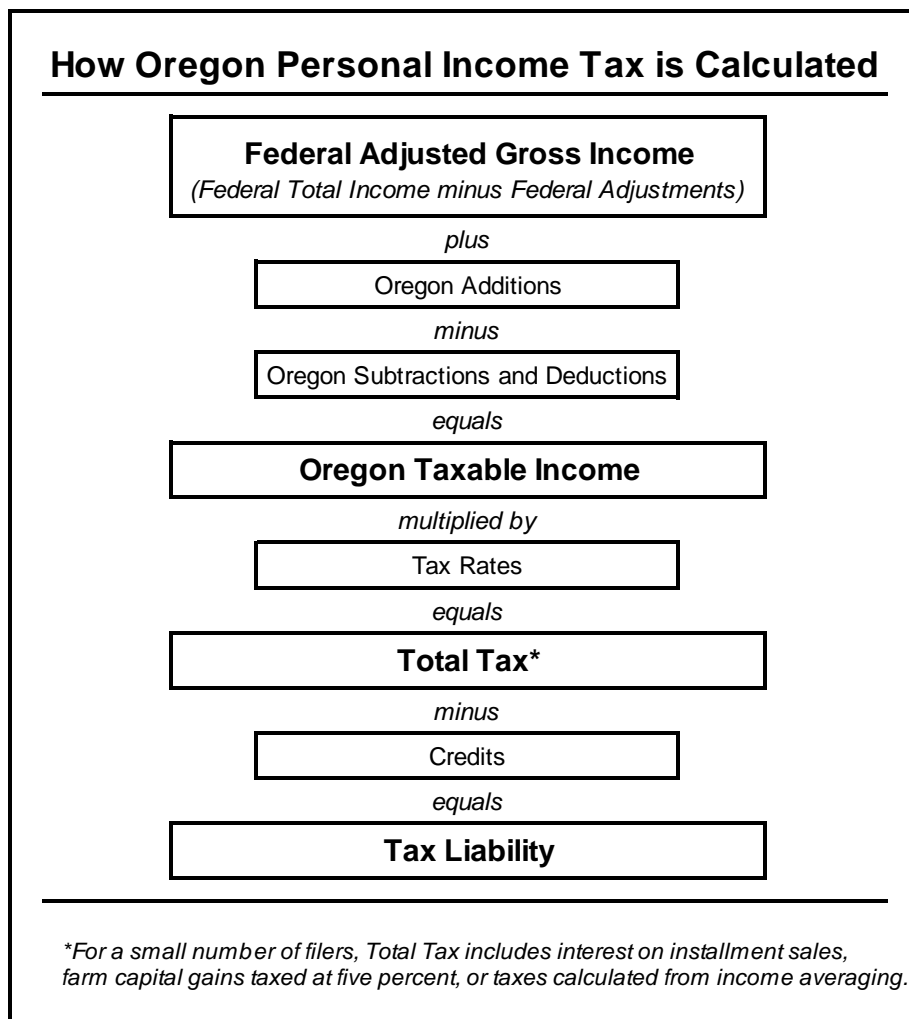 How Oregon Personal Income Tax is Calculated
Federal Adjusted Gross Income
(Federal Total Income minus Federal Adjustments)
plus
Oregon Additions
minus
Oregon Subtractions and Deductions
equals
Oregon Taxable Income
multiplied by
Tax Rates
equals
Total Tax*
minus
Credits
equals
Tax Liability
*For a small number of filers, Total Tax includes interest on installment sales,
farm capital gains taxed at five percent, or taxes calculated from income averaging.